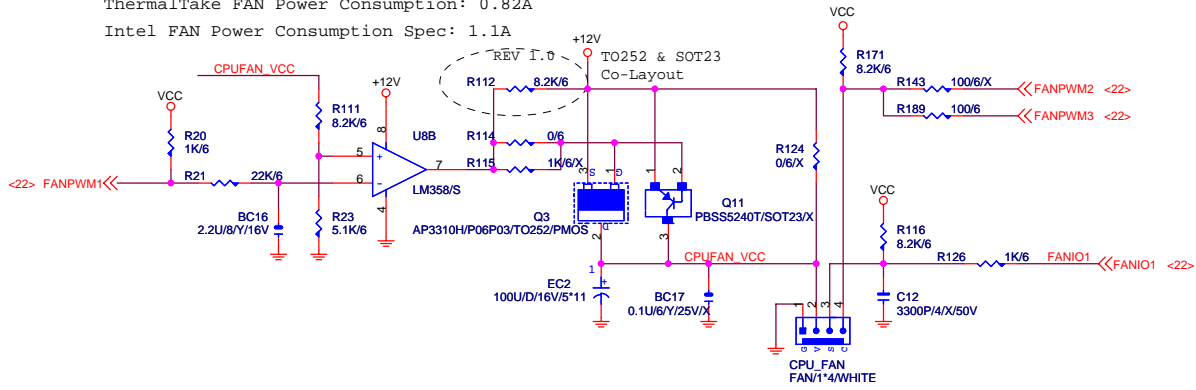 ThermalTake FAN Power Consumption: 0.82A
Intel FAN Power Consumption Spec: 1.1A
REV 1.0
+12V
TO252 & SOT23
Co-Layout
VCC
CPUFAN_VCC
VCC
+12V
R112
8.2K/6
R171
8.2K/6
R143
100/6/X
FANPWM2 <22>
R189
100/6
FANPWM3 <22>
R20
1K/6
R111
8.2K/6
8
U8B
5
+
6
-
7
4
LM358/S
R114
0/6
R115
1K/6/X
R124
0/6/X
<22> FANPWM1
R21
22K/6
BC16
2.2U/8/Y/16V
R23
5.1K/6
3
S
1
G
D
2
Q3
AP3310H/P06P03/TO252/PMOS
1
2
3
Q11
PBSS5240T/SOT23/X
VCC
R116
8.2K/6
CPUFAN_VCC
R126
1K/6
FANIO1
FANIO1 <22>
1
+
EC2
100U/D/16V/5*11
BC17
0.1U/6/Y/25V/X
C12
3300P/4/X/50V
1
2
3
4
G
V
S
C
CPU_FAN
FAN/1*4/WHITE